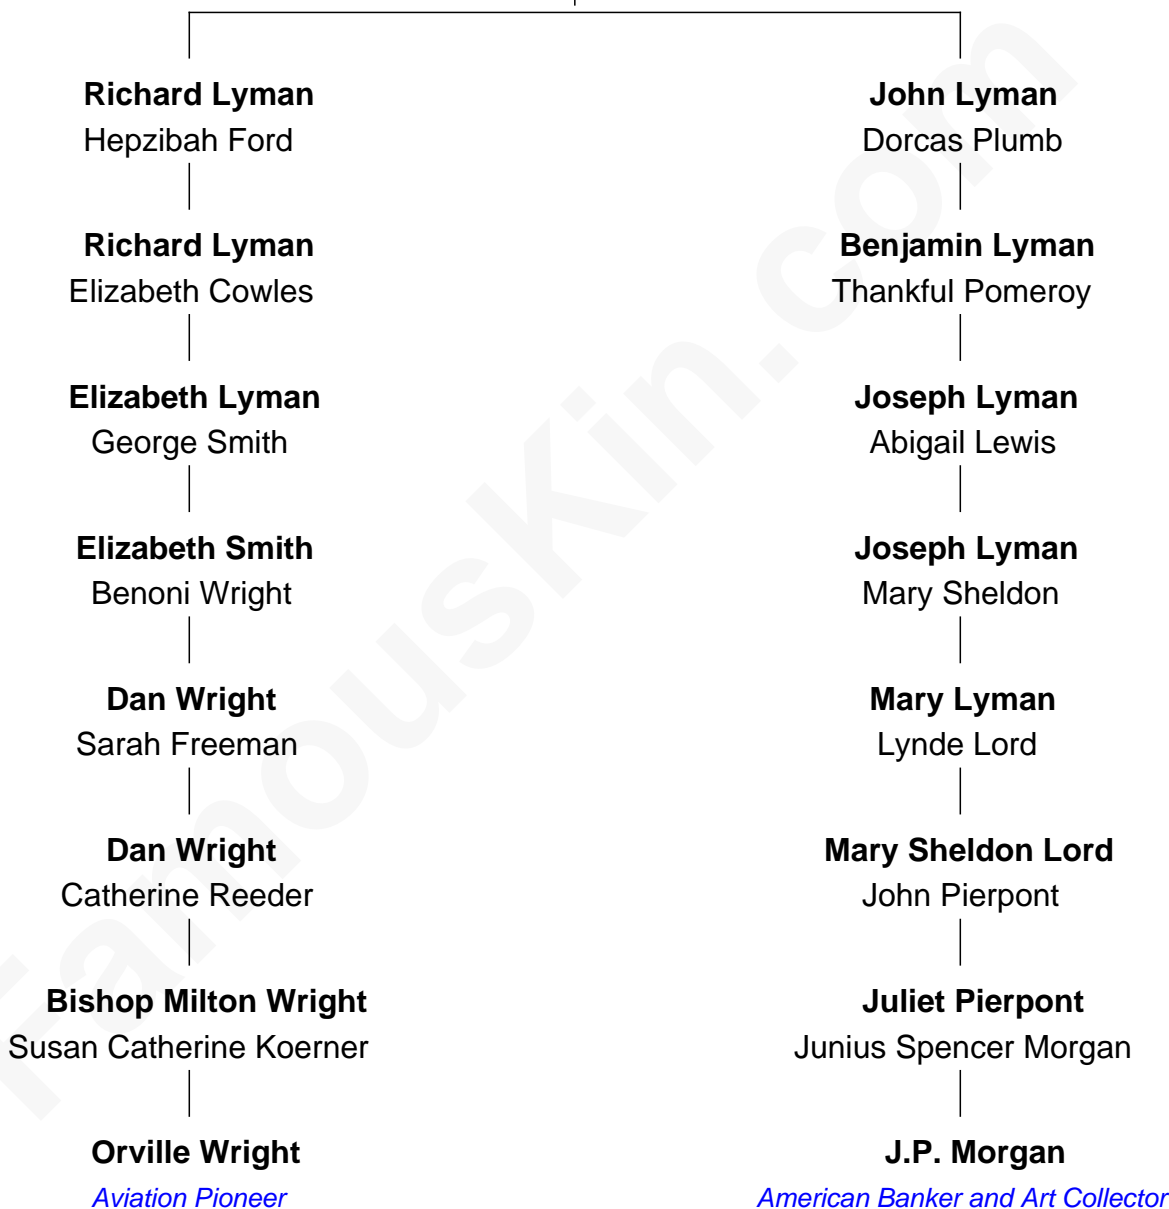 Richard Lyman
Hepzibah Ford
John Lyman
Dorcas Plumb
Richard Lyman
Elizabeth Cowles
Benjamin Lyman
Thankful Pomeroy
Elizabeth Lyman
George Smith
Joseph Lyman
Abigail Lewis
Elizabeth Smith
Benoni Wright
Joseph Lyman
Mary Sheldon
Dan Wright
Sarah Freeman
Mary Lyman
Lynde Lord
Dan Wright
Catherine Reeder
Mary Sheldon Lord
John Pierpont
Bishop Milton Wright
Susan Catherine Koerner
Juliet Pierpont
Junius Spencer Morgan
Orville Wright
Aviation Pioneer
J.P. Morgan
American Banker and Art Collector
FamousKin.com